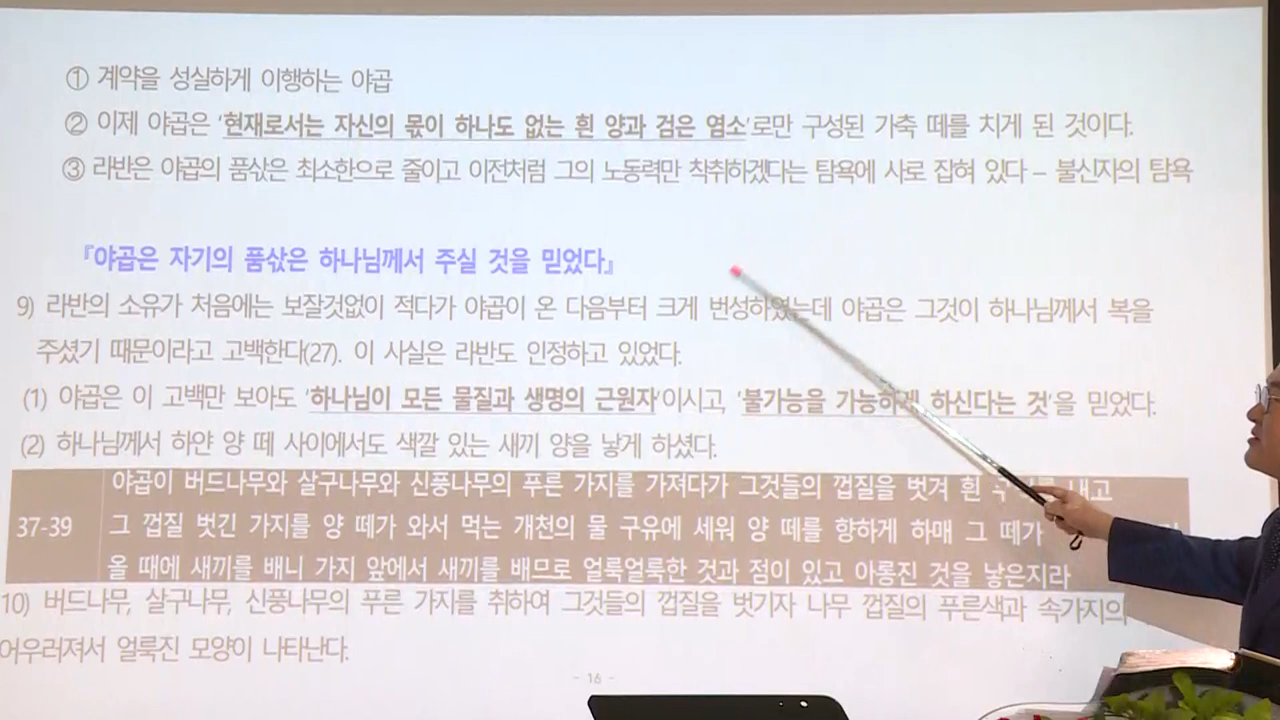 ① 계약을 성실하게 이행하는 야곱
② 이제 야곱은 '현재로서는 자신의 몫이 하나도 없는 흰 양과 검은 염소'로만 구성된 가축 떼를 치게 된 것이다.
③ 라반은 야곱의 품삯은 최소한으로 줄이고 이전처럼 그의 노동력만 착취하겠다는 탐욕에 사로 잡혀 있다 – 불신자의 탐욕
『야곱은 자기의 품삯은 하나님께서 주실 것을 믿었다』
9) 라반의 소유가 처음에는 보잘것없이 적다가 야곱이 온 다음부터 크게 번성하였는데 야곱은 그것이 하나님께서 복을
주셨기 때문이라고 고백한다(27). 이 사실은 라반도 인정하고 있었다.
(1) 야곱은 이 고백만 보아도 '하나님이 모든 물질과 생명의 근원자'이시고, '불가능을 가능하게 하신다는 것'을 믿었다.
(2) 하나님께서 하얀 양 떼 사이에서도 색깔 있는 새끼 양을 낳게 하셨다.
야곱이 버드나무와 살구나무와 신풍나무의 푸른 가지를 가져다가 그것들의 껍질을 벗겨 흰 내고
37-39 그 껍질 벗긴 가지를 양 떼가 와서 먹는 개천의 물 구유에 세워 양 떼를 향하게 하매 그 떼가
올 때에 새끼를 배니 가지 앞에서 새끼를 배므로 얼룩얼룩한 것과 점이 있고 아롱진 것을 낳은지라
10) 버드나무, 살구나무, 신풍나무의 푸른 가지를 취하여 그것들의 껍질을 벗기자 나무 껍질의 푸른색과 속가지의
어우러져서 얼룩진 모양이 나타난다.
- 16 -